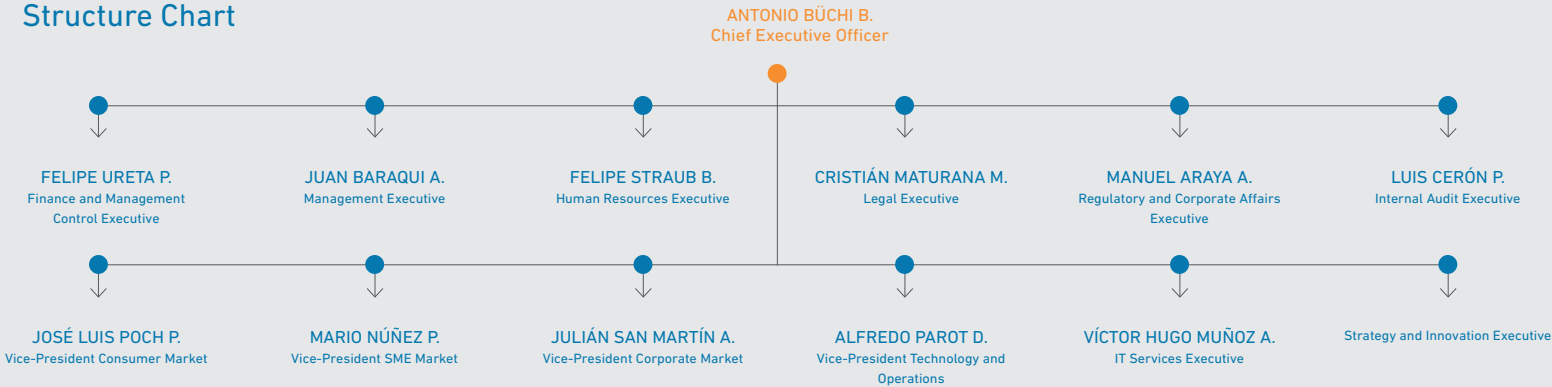 Structure Chart
ANTONIO BÜCHI B.
Chief Executive Officer
FELIPE URETA P.
Finance and Management
Control Executive
JUAN BARAQUI A.
Management Executive
FELIPE STRAUB B.
Human Resources Executive
CRISTIÁN MATURANA M.
Legal Executive
MANUEL ARAYA A.
Regulatory and Corporate Affairs
Executive
LUIS CERÓN P.
Internal Audit Executive
JOSÉ LUIS POCH P.
Vice-President Consumer Market
MARIO NÚÑEZ P.
Vice-President SME Market
JULIÁN SAN MARTÍN A.
Vice-President Corporate Market
ALFREDO PAROT D.
Vice-President Technology and
Operations
VÍCTOR HUGO MUÑOZ A.
IT Services Executive
Strategy and Innovation Executive